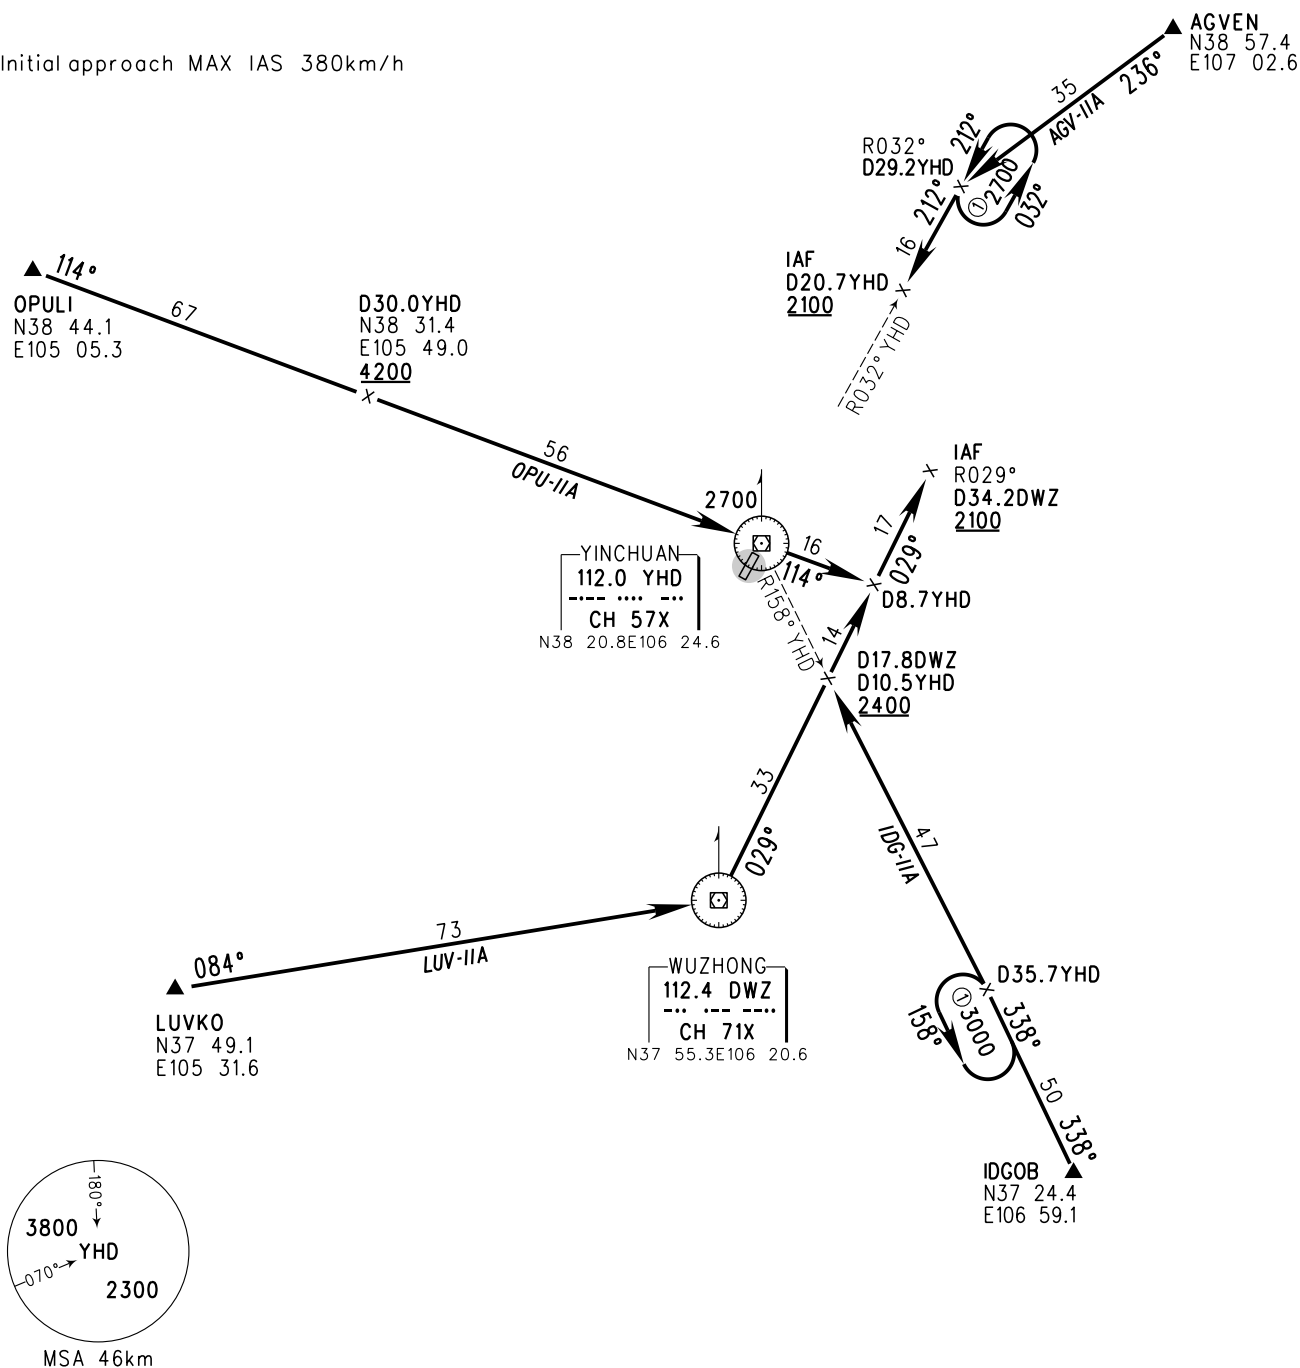 AGVEN
N38 57.4
E107 02.6
Initial approach MAX IAS 380km/h
236°
35
AGV-IIA
212°
R032°
D29.2YHD
①2700
032°
212°
16
IAF
D20.7YHD
2100
R032° YHD
114°
OPULI
N38 44.1
E105 05.3
67
D30.0YHD
N38 31.4
E105 49.0
4200
56
OPU-IIA
2700
IAF
R029°
D34.2DWZ
2100
17
029°
16
114°
D8.7YHD
YINCHUAN
112.0 YHD
-.-- .... -..
CH 57X
N38 20.8E106 24.6
R158° YHD
14
D17.8DWZ
D10.5YHD
2400
33
029°
47
IDG-IIA
084°
73
LUV-IIA
LUVKO
N37 49.1
E105 31.6
WUZHONG
112.4 DWZ
-.. .-- --..
CH 71X
N37 55.3E106 20.6
D35.7YHD
①3000
158°
338°
50
338°
IDGOB
N37 24.4
E106 59.1
180°
3800
YHD
070°
2300
MSA 46km